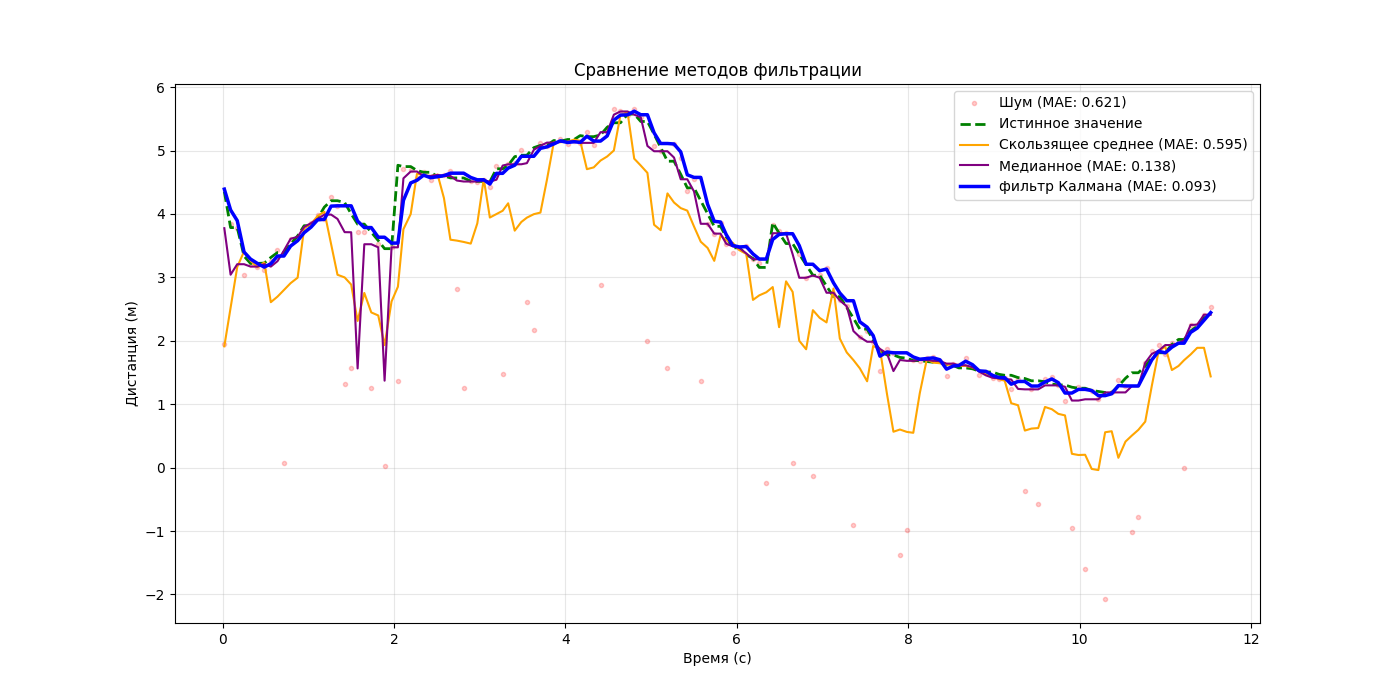 Сравнение методов фильтрации
Шум (MAE: 0.621)
Истинное значение
Скользящее среднее (MAE: 0.595)
Медианное (MAE: 0.138)
фильтр Калмана (MAE: 0.093)
Дистанция (м)
6
5
4
3
2
1
0
−1
−2
0 2 4 6 8 10 12
Время (с)